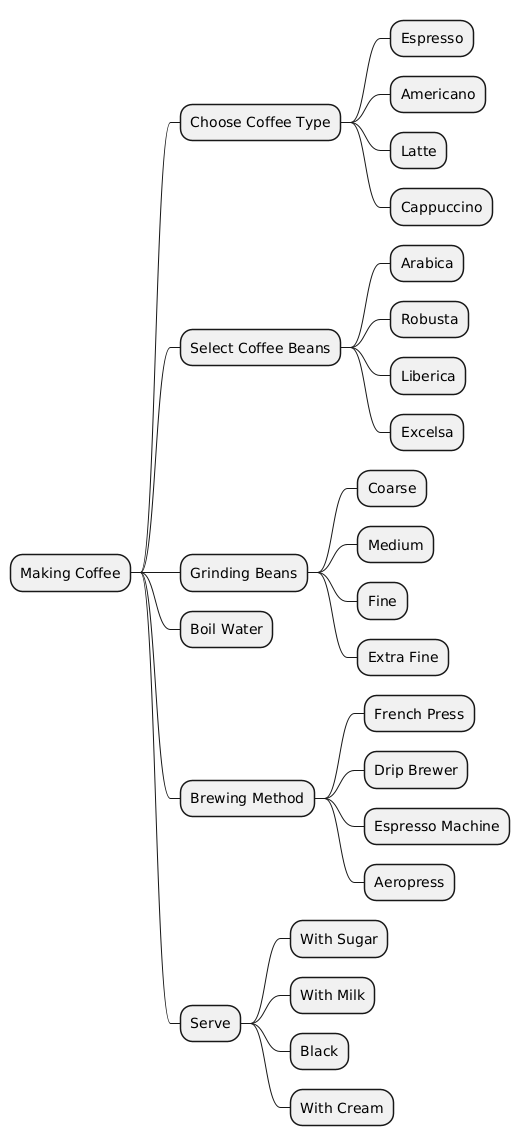 Making Coffee
Choose Coffee Type
Espresso
Americano
Latte
Cappuccino
Select Coffee Beans
Arabica
Robusta
Liberica
Excelsa
Grinding Beans
Coarse
Medium
Fine
Extra Fine
Boil Water
Brewing Method
French Press
Drip Brewer
Espresso Machine
Aeropress
Serve
With Sugar
With Milk
Black
With Cream